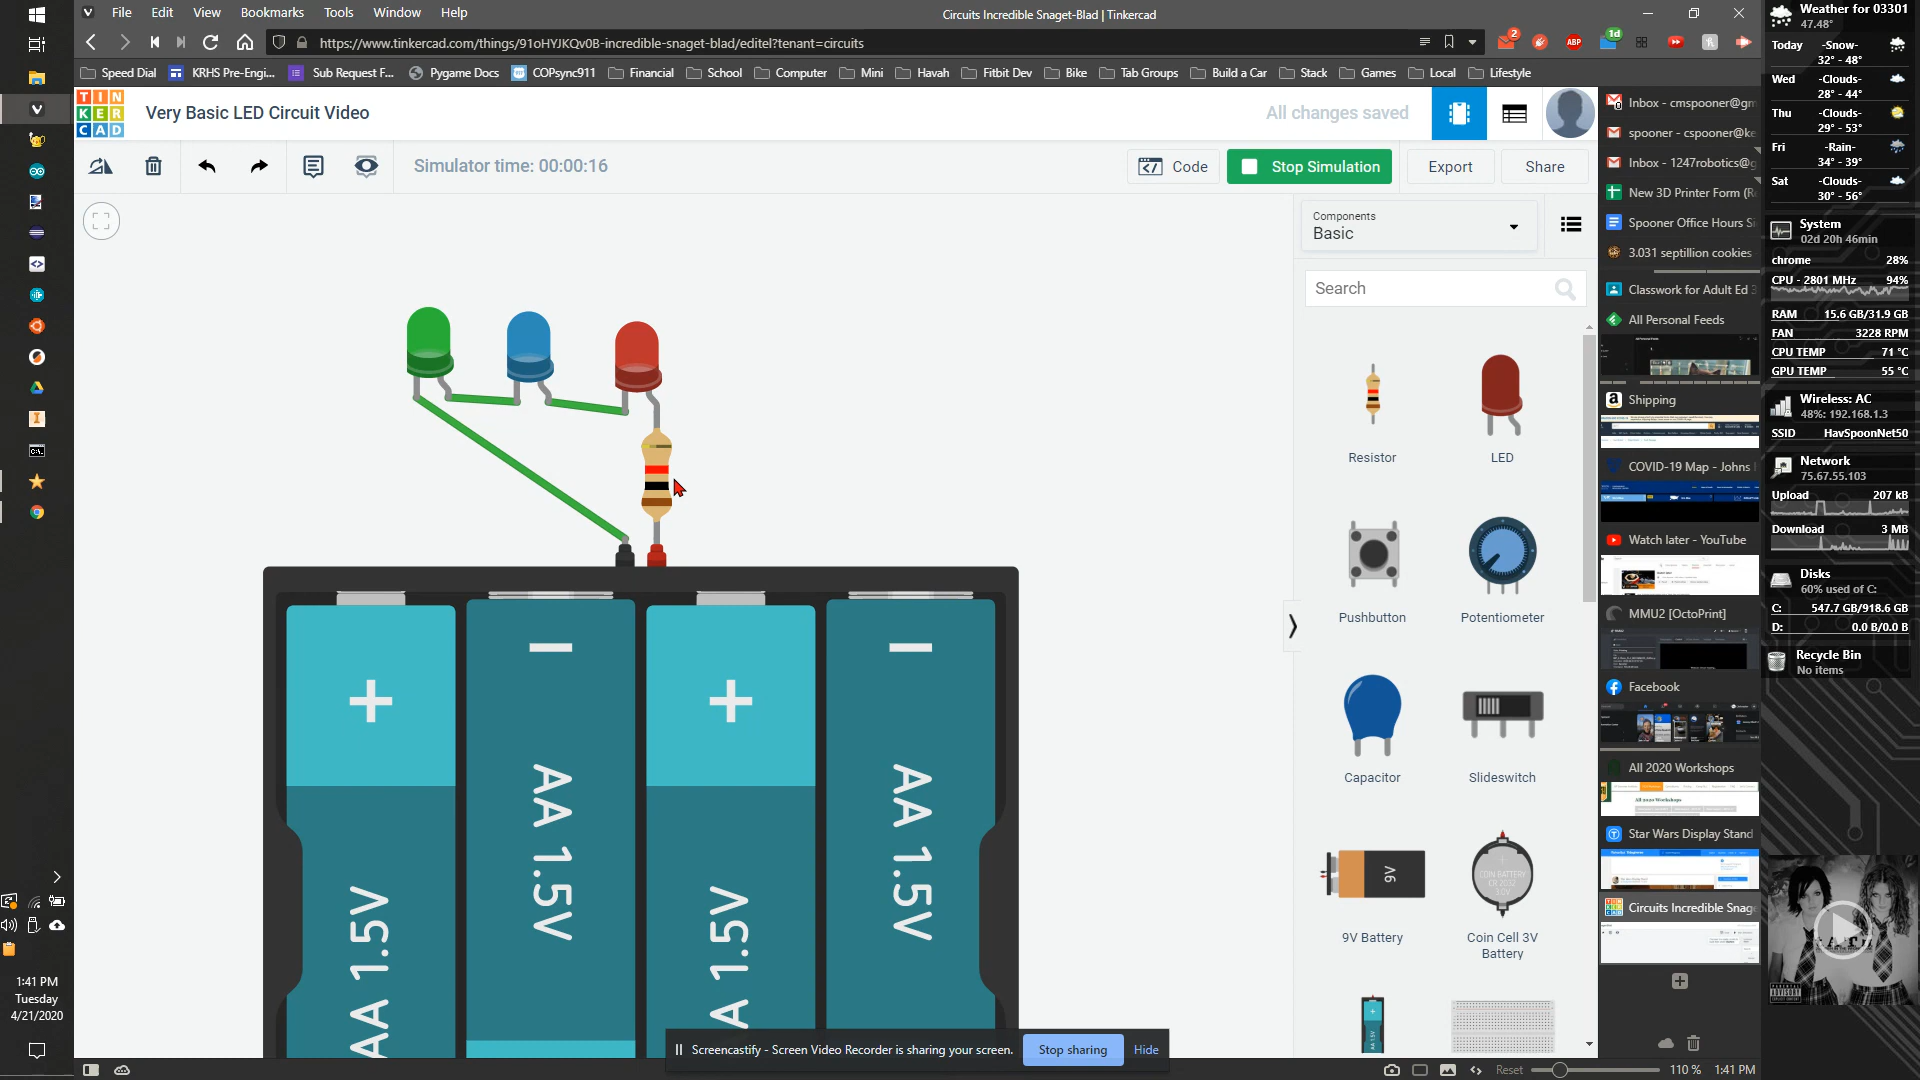 File Edit View Bookmarks Tools Window Help
Circuits Incredible Snaget-Blad | Tinkercad
https://www.tinkercad.com/things/91oHYJKQv0B-incredible-snaget-blad/editel?tenant=circuits
2
ABP
1d
Speed Dial KRHS Pre-Engi... Sub Request F... Pygame Docs COPsync911 Financial School Computer Mini Havah Fitbit Dev Bike Tab Groups Build a Car Stack Games Local Lifestyle
TIN
KER
CAD
Very Basic LED Circuit Video
All changes saved
Simulator time: 00:00:16
Code
Stop Simulation
Export
Share
Components
Basic
Search
Resistor
LED
Pushbutton
Potentiometer
Capacitor
Slideswitch
9V
9V Battery
COIN BATTERY
CR 2032
3.0V
Coin Cell 3V
Battery
+
AA 1.5V
AA 1.5V
+
AA 1.5V
AA 1.5V
Screencastify - Screen Video Recorder is sharing your screen.
Stop sharing
Hide
Reset
110 %
1:41 PM
1:41 PM
Tuesday
4/21/2020
Inbox - cmspooner@gm
spooner - cspooner@ke
Inbox - 1247robotics@g
New 3D Printer Form (R
Spooner Office Hours Si
3.031 septillion cookies
Classwork for Adult Ed 3
All Personal Feeds
Shipping
COVID-19 Map - Johns
Watch later - YouTube
MMU2 [OctoPrint]
Facebook
All 2020 Workshops
Star Wars Display Stand
Circuits Incredible Snag
Weather for 03301
47.48°
Today -Snow-
32° - 48°
Wed -Clouds-
28° - 44°
Thu -Clouds-
29° - 53°
Fri -Rain-
34° - 39°
Sat -Clouds-
30° - 56°
System
02d 20h 46min
chrome 28%
CPU - 2801 MHz 94%
RAM 15.6 GB/31.9 GB
FAN 3228 RPM
CPU TEMP 71 °C
GPU TEMP 55 °C
Wireless: AC
48%: 192.168.1.3
SSID HavSpoonNet50
Network
75.67.55.103
Upload 207 kB
Download 3 MB
Disks
60% used of C:
C: 547.7 GB/918.6 GB
D: 0.0 B/0.0 B
Recycle Bin
No items